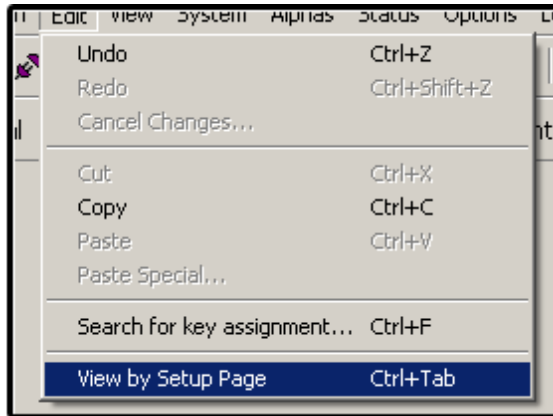 Edit View System Alphas Status Options
Undo Ctrl+Z
Redo Ctrl+Shift+Z
Cancel Changes...
Cut Ctrl+X
Copy Ctrl+C
Paste Ctrl+V
Paste Special...
Search for key assignment... Ctrl+F
View by Setup Page Ctrl+Tab